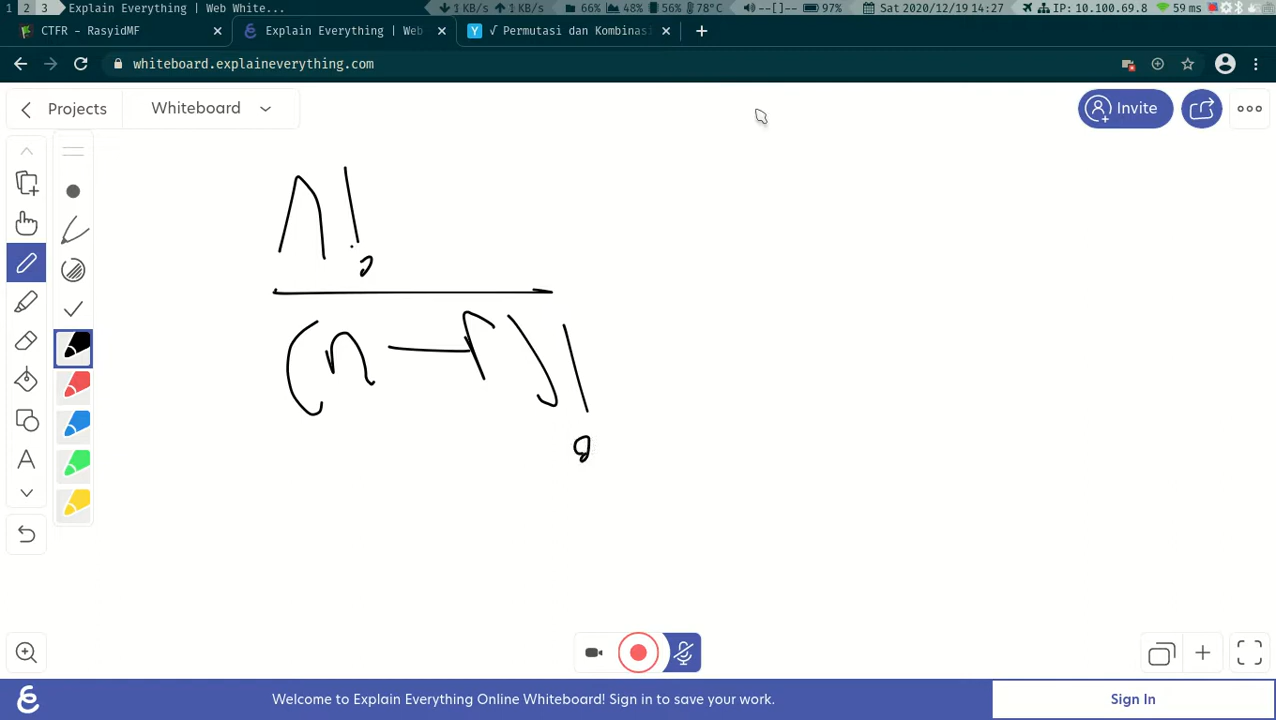 1 2 3 Explain Everything | Web White... ↓ 1 KB/s ↑ 1 KB/s 66% 48% 56% 78°C --[]-- 97% Sat 2020/12/19 14:27 IP: 10.100.69.8 59 ms
CTFR - RasyidMF × Explain Everything | Web × Y √ Permutasi dan Kombinas × +
whiteboard.explaineverything.com
Projects Whiteboard Invite
n!
(n - r)!
A
Welcome to Explain Everything Online Whiteboard! Sign in to save your work. Sign In